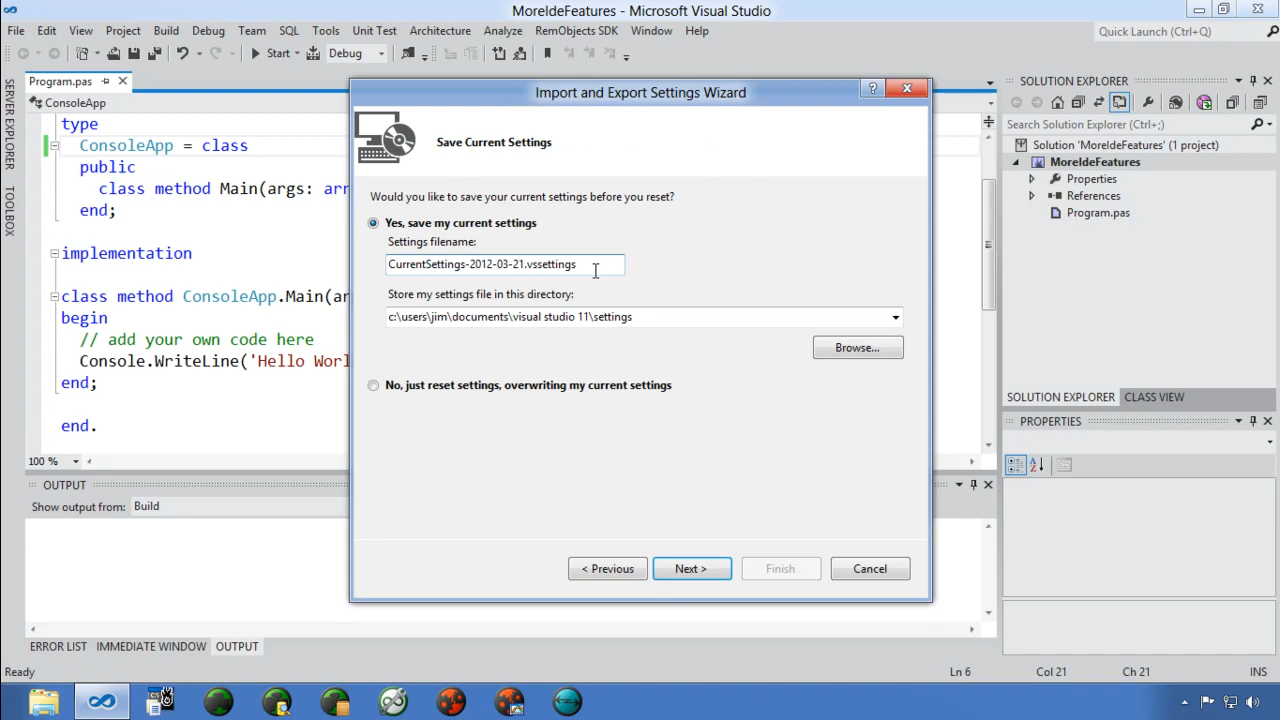 MoreIdeFeatures - Microsoft Visual Studio
File Edit View Project Build Debug Team SQL Tools Unit Test Architecture Analyze RemObjects SDK Window Help
Quick Launch (Ctrl+Q)
Start Debug
Program.pas
ConsoleApp
SERVER EXPLORER
TOOLBOX
type
ConsoleApp = class
public
class method Main(args: arr
end;
implementation
class method ConsoleApp.Main(ar
begin
// add your own code here
Console.WriteLine('Hello Worl
end;
end.
100 %
OUTPUT
Show output from: Build
ERROR LIST IMMEDIATE WINDOW OUTPUT
Import and Export Settings Wizard
?
Save Current Settings
Would you like to save your current settings before you reset?
Yes, save my current settings
Settings filename:
CurrentSettings-2012-03-21.vssettings
Store my settings file in this directory:
c:\users\jim\documents\visual studio 11\settings
Browse...
No, just reset settings, overwriting my current settings
< Previous Next > Finish Cancel
SOLUTION EXPLORER
Search Solution Explorer (Ctrl+;)
Solution 'MoreIdeFeatures' (1 project)
MoreIdeFeatures
Properties
References
Program.pas
SOLUTION EXPLORER CLASS VIEW
PROPERTIES
Ready Ln 6 Col 21 Ch 21 INS